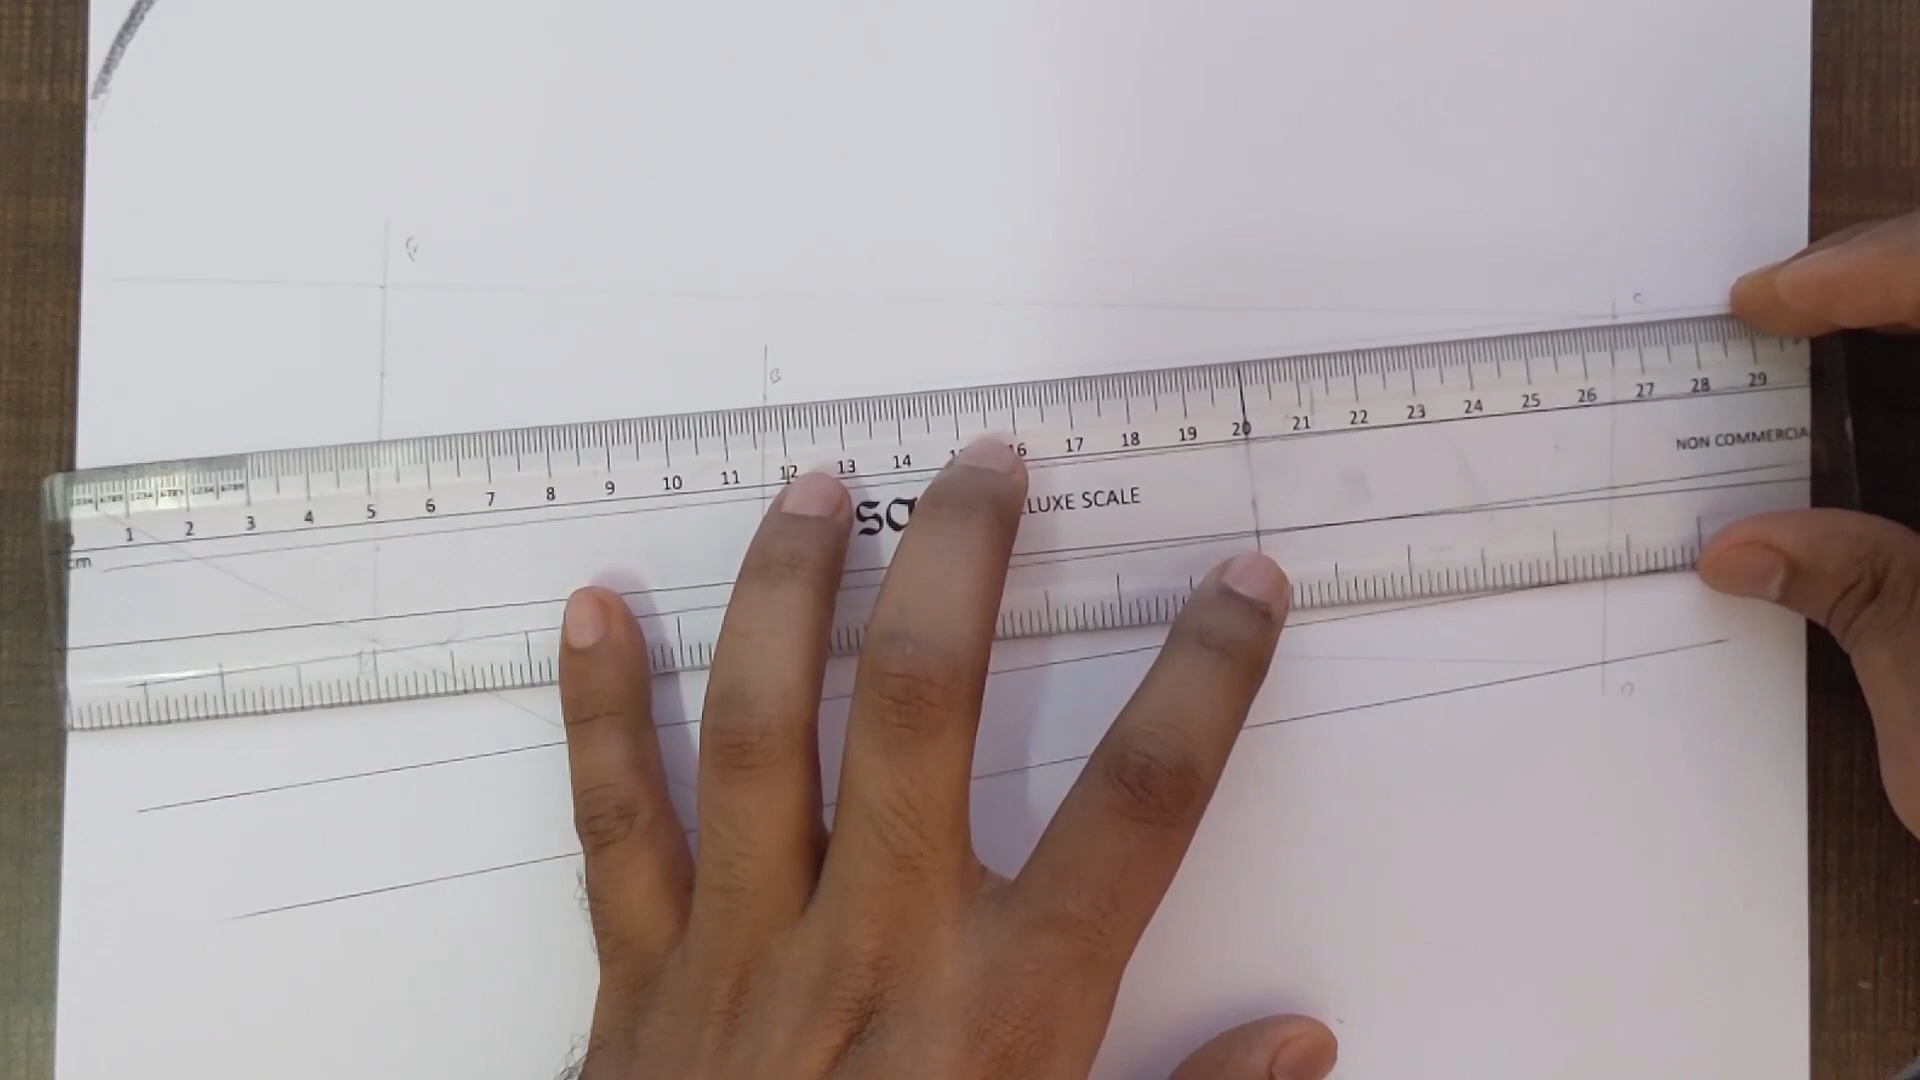 B
C
1 2 3 4 5 6 7 8 9 10 11 12 13 14 16 17 18 19 20 21 22 23 24 25 26 27 28 29
cm
DELUXE SCALE
NON COMMERCIA